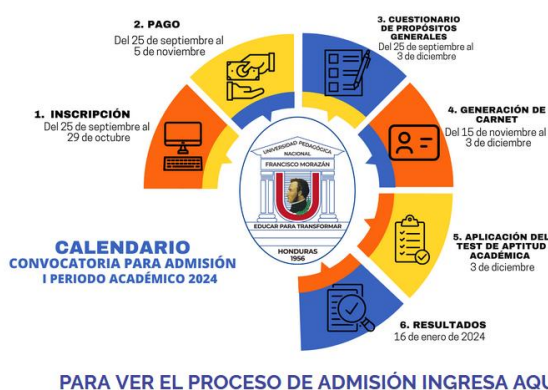 1. INSCRIPCIÓN
Del 25 de septiembre al
29 de octubre
2. PAGO
Del 25 de septiembre al
5 de noviembre
3. CUESTIONARIO
DE PROPÓSITOS
GENERALES
Del 25 de septiembre al
3 de diciembre
4. GENERACIÓN DE
CARNET
Del 15 de noviembre al
3 de diciembre
5. APLICACIÓN DEL
TEST DE APTITUD
ACADÉMICA
3 de diciembre
6. RESULTADOS
16 de enero de 2024
UNIVERSIDAD PEDAGÓGICA
NACIONAL
FRANCISCO MORAZÁN
EDUCAR PARA TRANSFORMAR
HONDURAS
1956
CALENDARIO
CONVOCATORIA PARA ADMISIÓN
I PERIODO ACADÉMICO 2024
PARA VER EL PROCESO DE ADMISIÓN INGRESA AQU